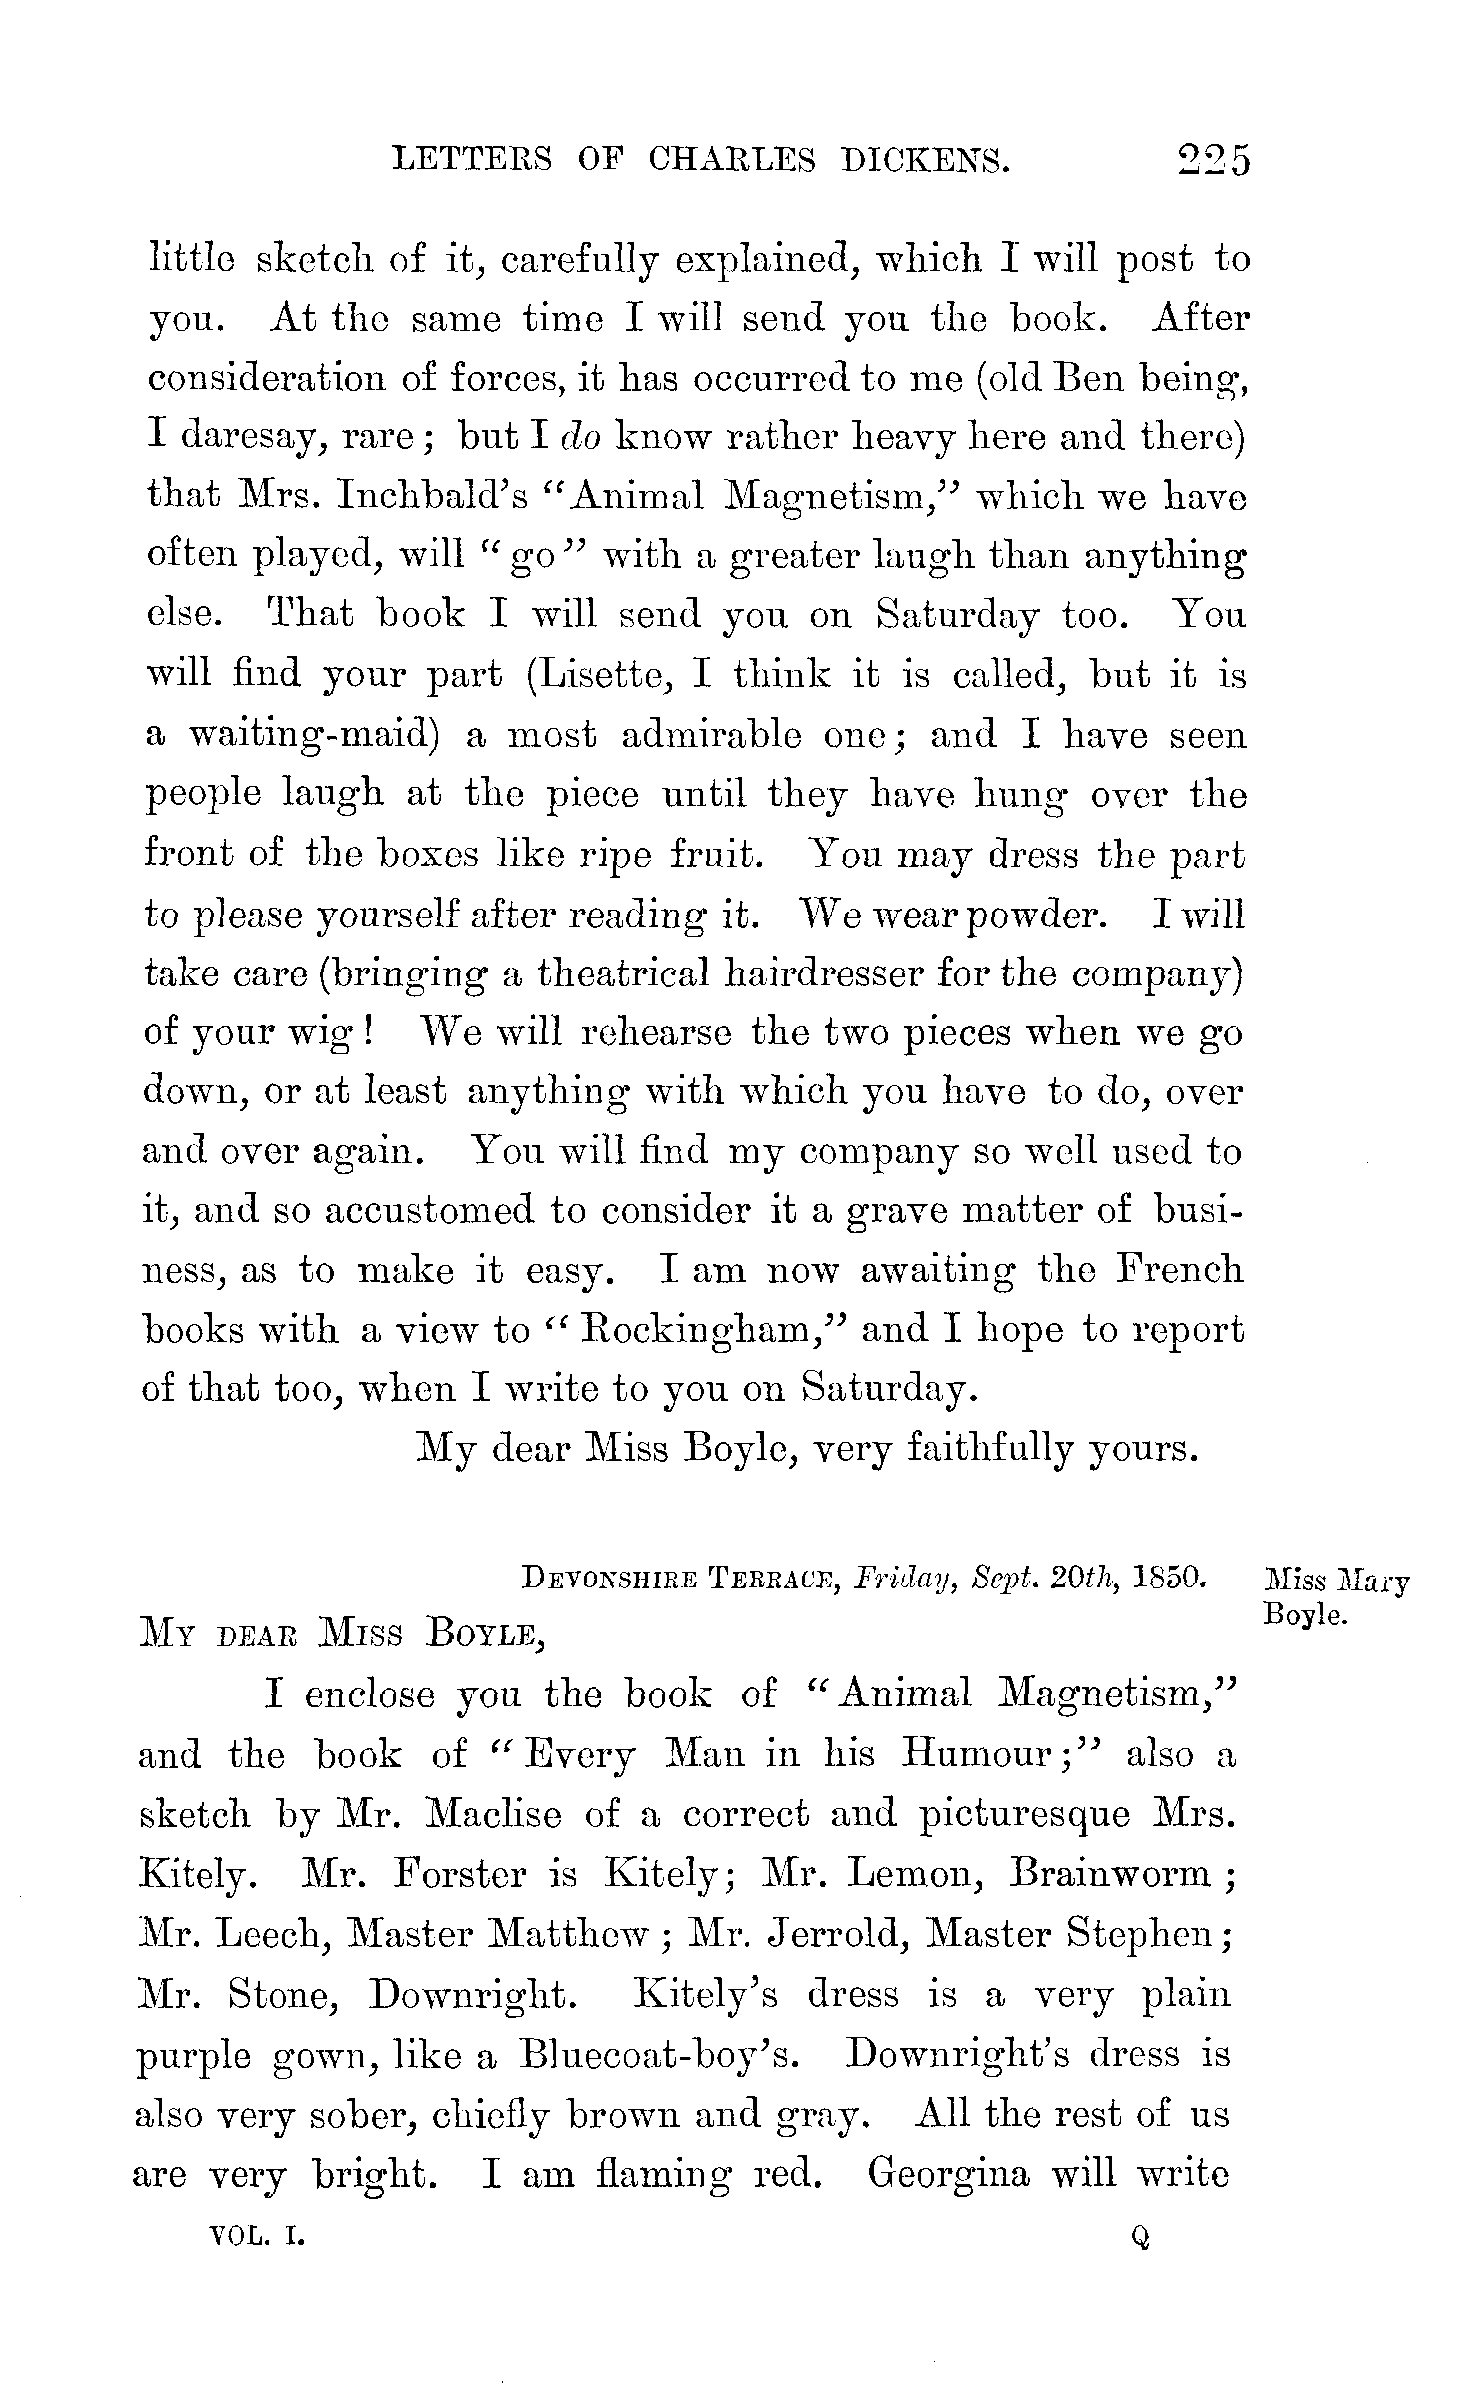 LETTERS OF CHARLES DICKENS. 225
little sketch of it, carefully explained, which I will post to
you. At the same time I will send you the book. After
consideration of forces, it has occurred to me (old Ben being,
I daresay, rare; but I do know rather heavy here and there)
that Mrs. Inchbald's "Animal Magnetism," which we have
often played, will "go" with a greater laugh than anything
else. That book I will send you on Saturday too. You
will find your part (Lisette, I think it is called, but it is
a waiting-maid) a most admirable one; and I have seen
people laugh at the piece until they have hung over the
front of the boxes like ripe fruit. You may dress the part
to please yourself after reading it. We wear powder. I will
take care (bringing a theatrical hairdresser for the company)
of your wig! We will rehearse the two pieces when we go
down, or at least anything with which you have to do, over
and over again. You will find my company so well used to
it, and so accustomed to consider it a grave matter of busi-
ness, as to make it easy. I am now awaiting the French
books with a view to "Rockingham," and I hope to report
of that too, when I write to you on Saturday.
My dear Miss Boyle, very faithfully yours.
DEVONSHIRE TERRACE, Friday, Sept. 20th, 1850.
Miss Mary
Boyle.
MY DEAR MISS BOYLE,
I enclose you the book of "Animal Magnetism,"
and the book of "Every Man in his Humour;" also a
sketch by Mr. Maclise of a correct and picturesque Mrs.
Kitely. Mr. Forster is Kitely; Mr. Lemon, Brainworm;
Mr. Leech, Master Matthew; Mr. Jerrold, Master Stephen;
Mr. Stone, Downright. Kitely's dress is a very plain
purple gown, like a Bluecoat-boy's. Downright's dress is
also very sober, chiefly brown and gray. All the rest of us
are very bright. I am flaming red. Georgina will write
VOL. I. Q